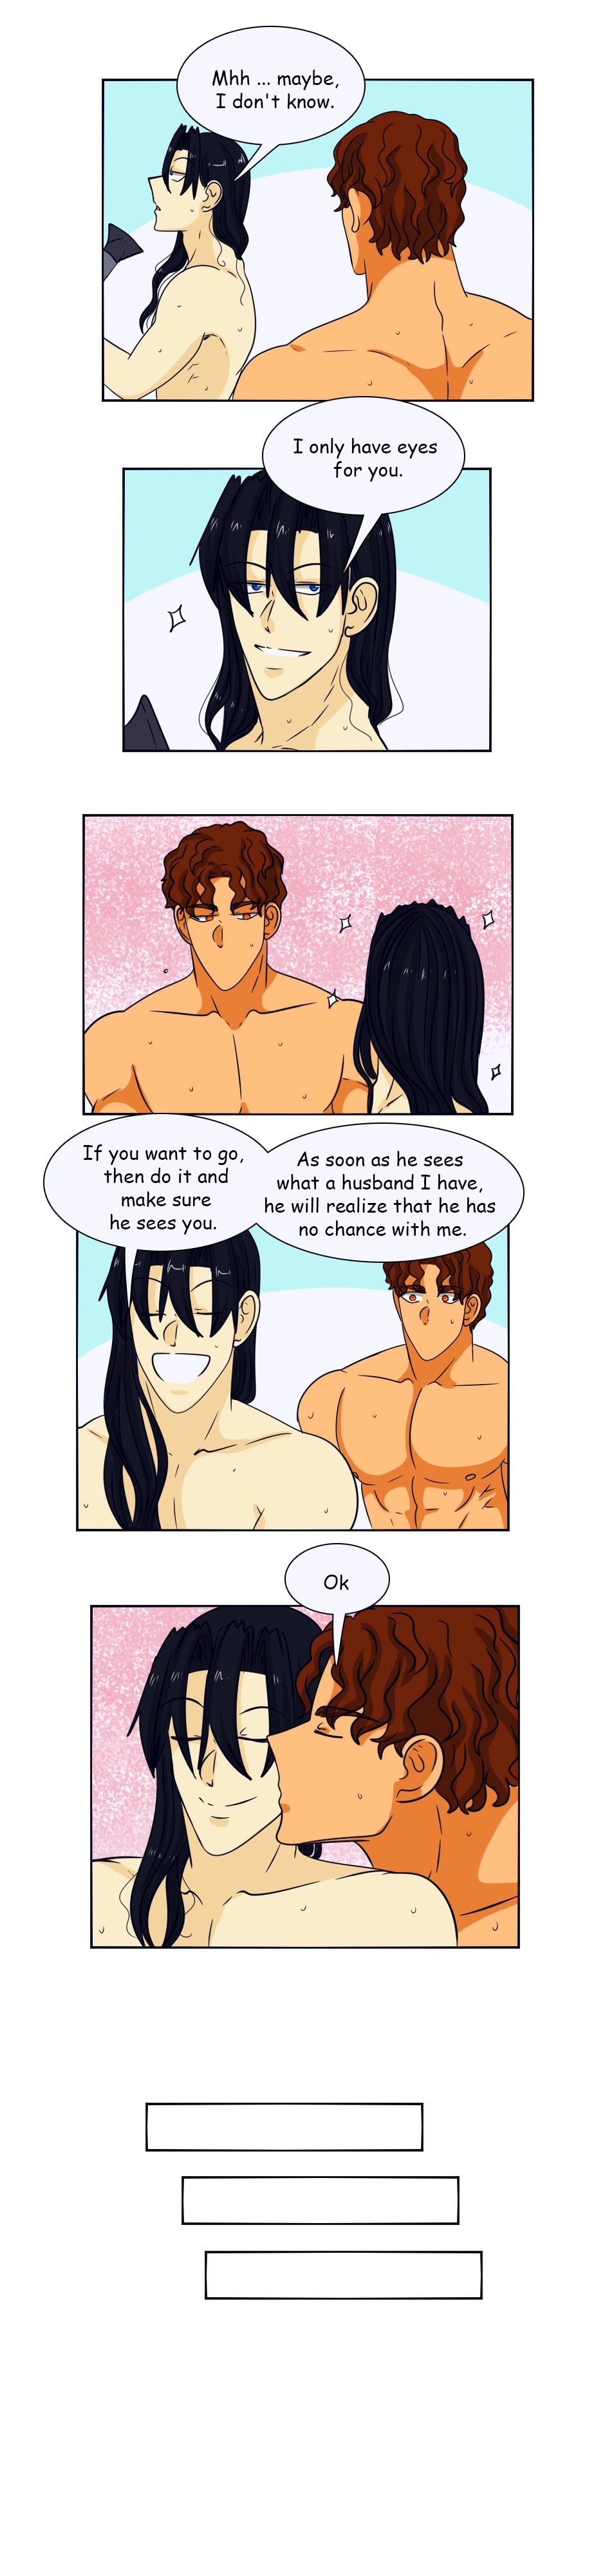 Mhh ... maybe,
I don't know.
I only have eyes
for you.
If you want to go,
then do it and
make sure
he sees you.
As soon as he sees
what a husband I have,
he will realize that he has
no chance with me.
Ok